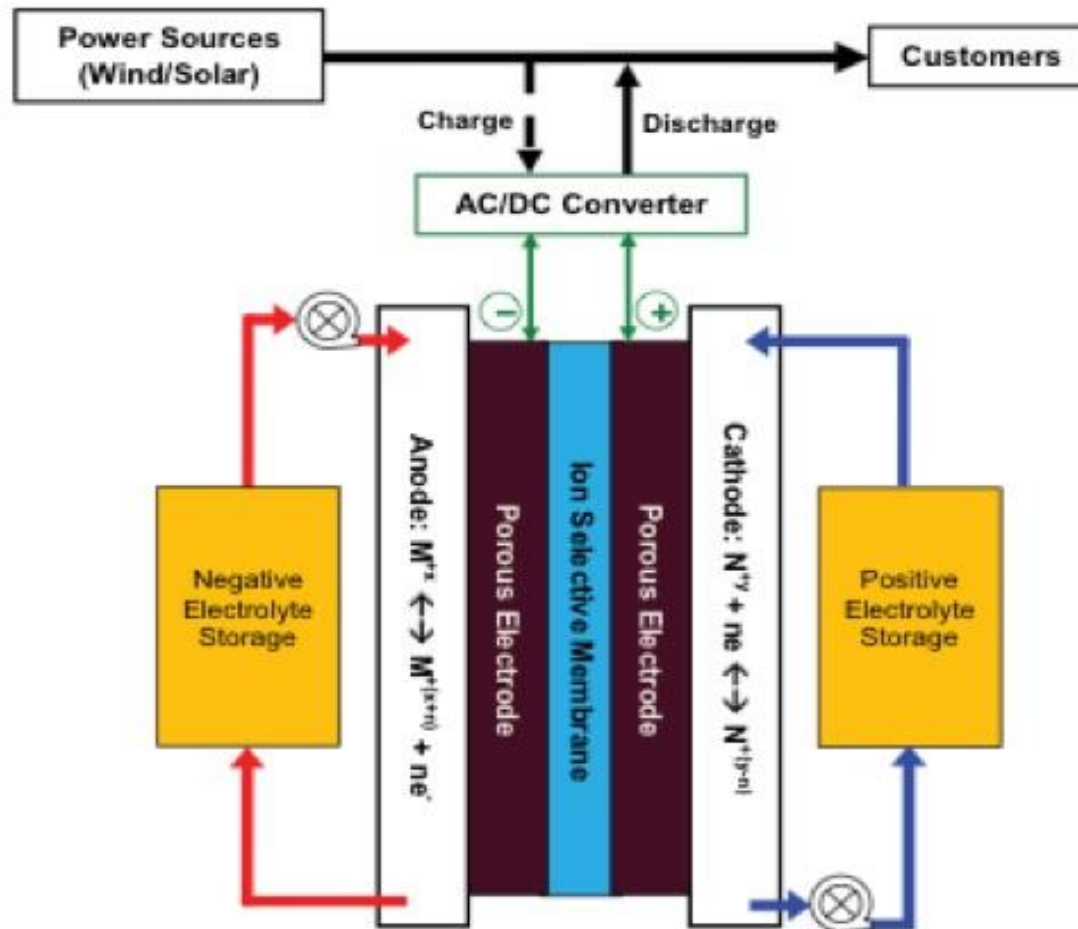 Power Sources
(Wind/Solar)
Customers
Charge
Discharge
AC/DC Converter
−
+
Negative
Electrolyte
Storage
Anode: M⁺ˣ ←→ M⁺⁽ˣ⁺ⁿ⁾ + ne⁻
Porous Electrode
Ion Selective Membrane
Porous Electrode
Cathode: N⁺ʸ + ne ←→ N⁺⁽ʸ⁻ⁿ⁾
Positive
Electrolyte
Storage